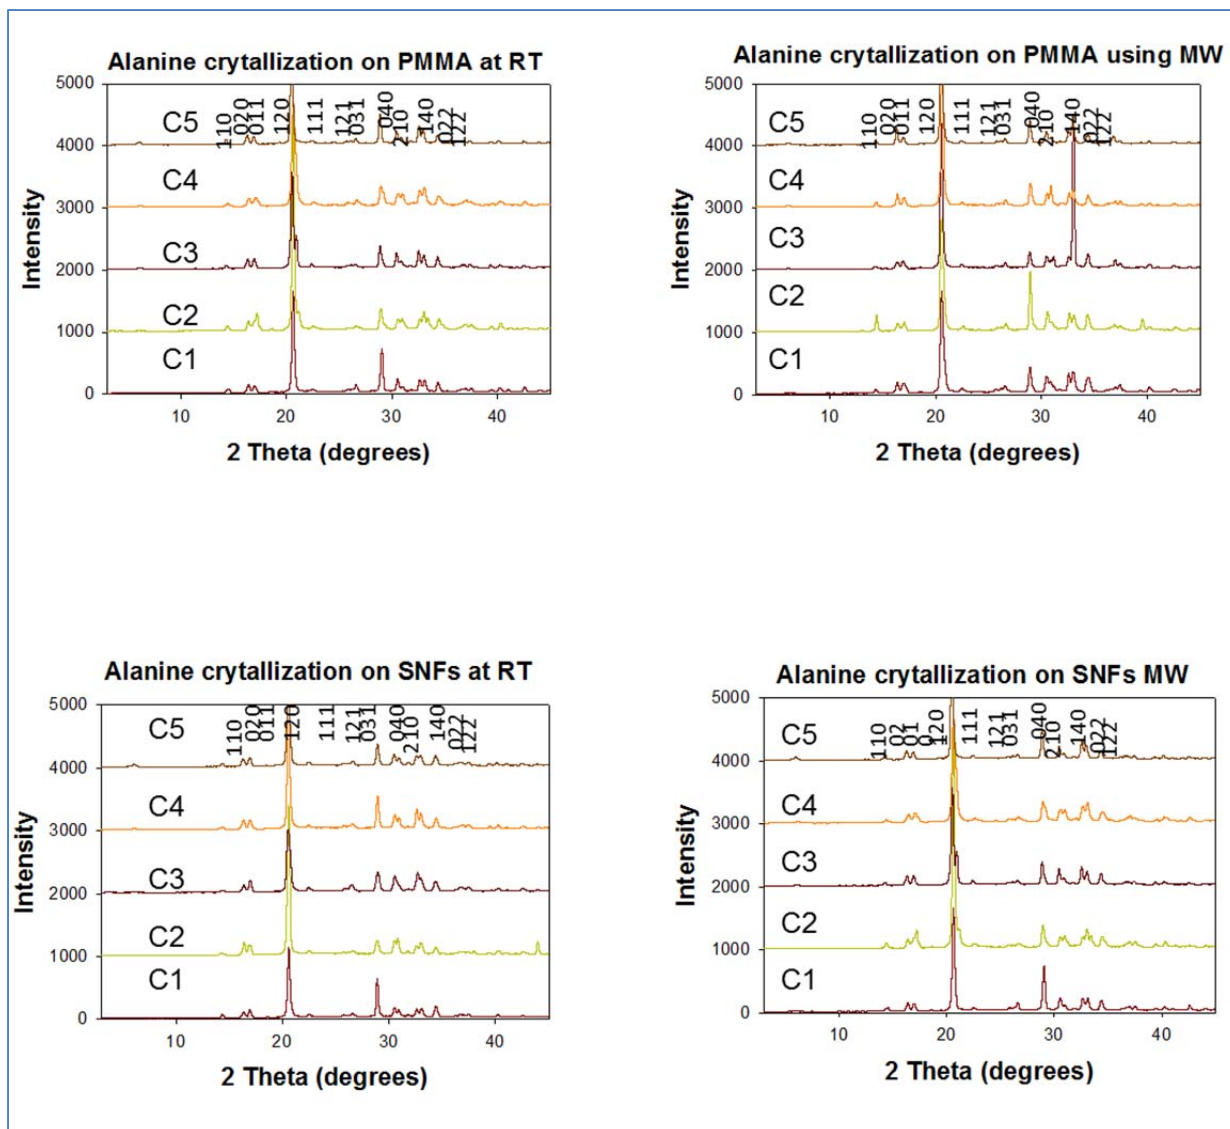 Alanine crytallization on PMMA at RT
5000
4000
3000
2000
1000
0
Intensity
C5
C4
C3
C2
C1
110
020
011
120
111
121
031
040
210
140
022
122
10 20 30 40
2 Theta (degrees)
Alanine crytallization on PMMA using MW
5000
4000
3000
2000
1000
0
Intensity
C5
C4
C3
C2
C1
110
020
011
120
111
121
031
040
210
140
022
122
10 20 30 40
2 Theta (degrees)
Alanine crytallization on SNFs at RT
5000
4000
3000
2000
1000
0
Intensity
C5
C4
C3
C2
C1
110
020
011
120
111
121
031
040
210
140
022
122
10 20 30 40
2 Theta (degrees)
Alanine crytallization on SNFs MW
5000
4000
3000
2000
1000
0
Intensity
C5
C4
C3
C2
C1
110
02
01
0
120
111
121
031
040
210
140
022
122
10 20 30 40
2 Theta (degrees)